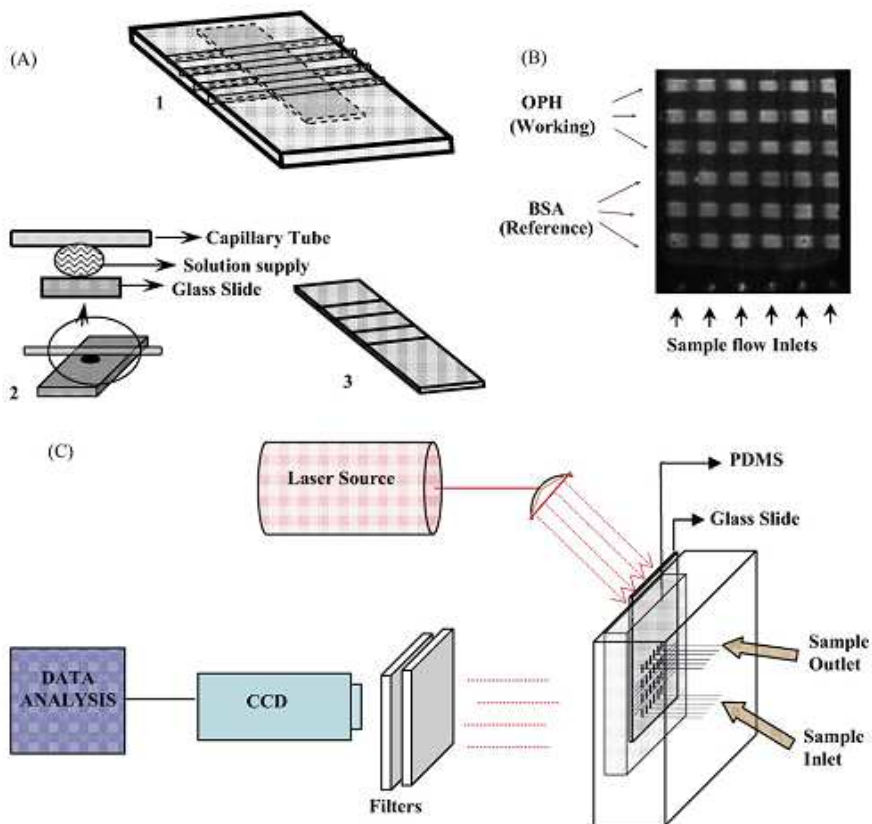 (A)
1
(B)
OPH
(Working)
BSA
(Reference)
Sample flow Inlets
Capillary Tube
Solution supply
Glass Slide
2
3
(C)
Laser Source
PDMS
Glass Slide
Sample
Outlet
Sample
Inlet
DATA
ANALYSIS
CCD
Filters